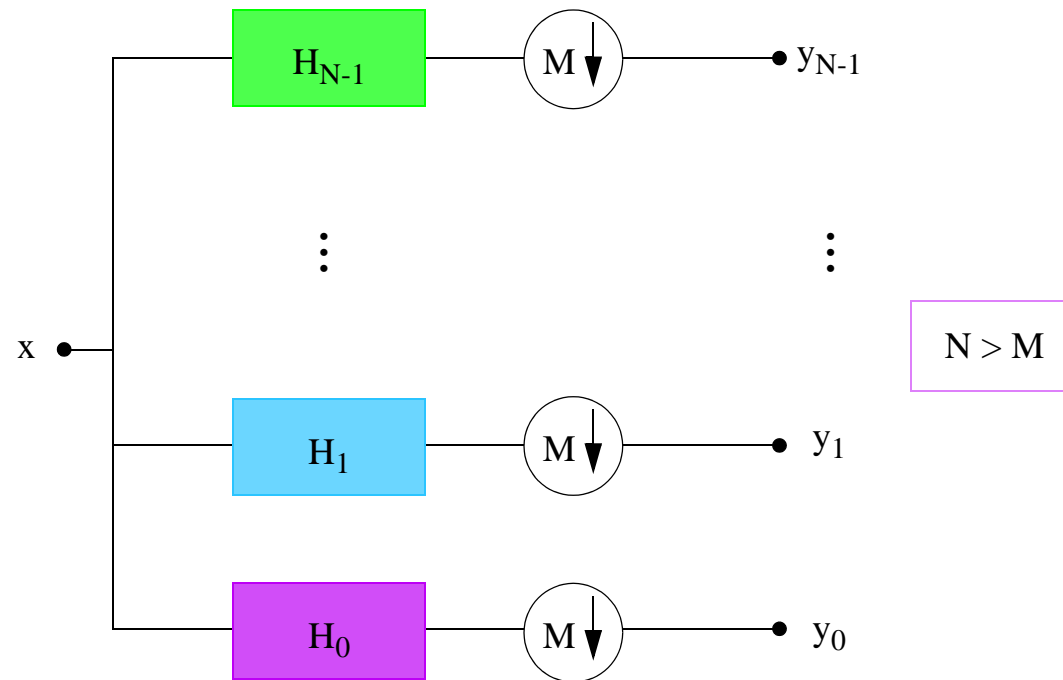 H_{N-1} M y_{N-1}
⋮ ⋮
x
N > M
H_1 M y_1
H_0 M y_0